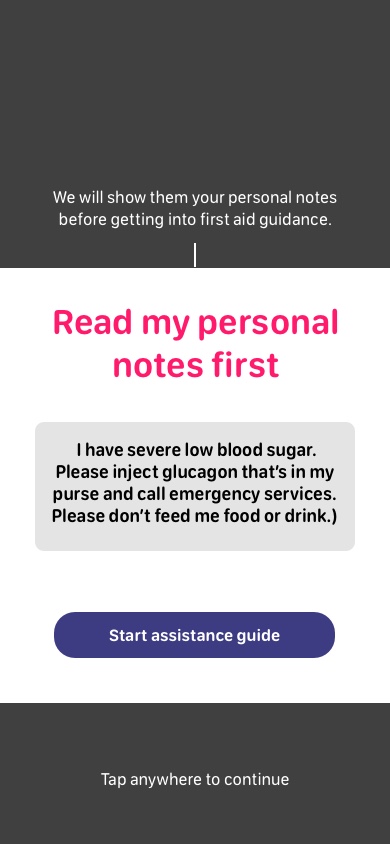 We will show them your personal notes
before getting into first aid guidance.
Read my personal
notes first
I have severe low blood sugar.
Please inject glucagon that's in my
purse and call emergency services.
Please don't feed me food or drink.)
Start assistance guide
Tap anywhere to continue